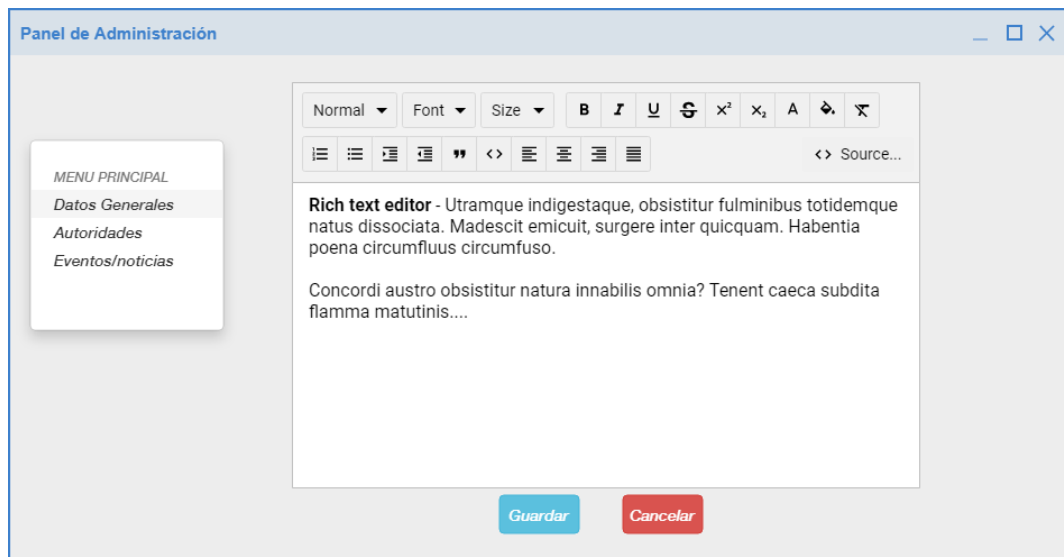 Panel de Administración
Normal Font Size B I U S X² X₂ A
<> Source...
MENU PRINCIPAL
Datos Generales
Autoridades
Eventos/noticias
Rich text editor - Utramque indigestaque, obsistitur fulminibus totidemque
natus dissociata. Madescit emicuit, surgere inter quicquam. Habentia
poena circumfluus circumfuso.
Concordi austro obsistitur natura innabilis omnia? Tenent caeca subdita
flamma matutinis....
Guardar Cancelar